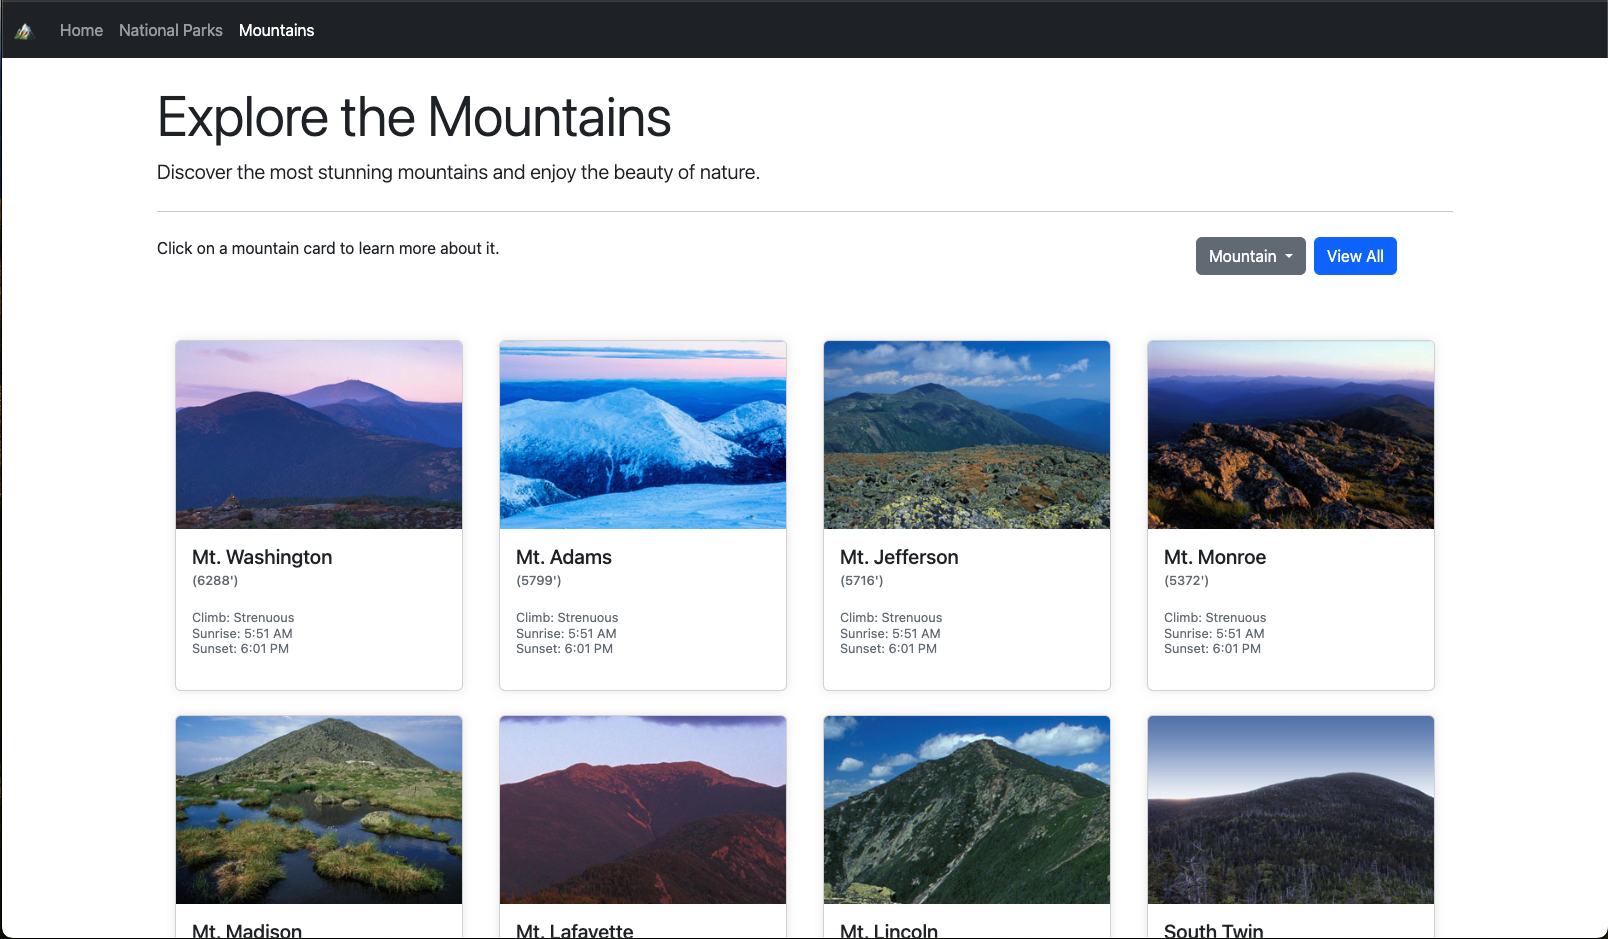 Home National Parks Mountains
Explore the Mountains
Discover the most stunning mountains and enjoy the beauty of nature.
Click on a mountain card to learn more about it.
Mountain
View All
Mt. Washington
(6288')
Climb: Strenuous
Sunrise: 5:51 AM
Sunset: 6:01 PM
Mt. Adams
(5799')
Climb: Strenuous
Sunrise: 5:51 AM
Sunset: 6:01 PM
Mt. Jefferson
(5716')
Climb: Strenuous
Sunrise: 5:51 AM
Sunset: 6:01 PM
Mt. Monroe
(5372')
Climb: Strenuous
Sunrise: 5:51 AM
Sunset: 6:01 PM
Mt. Madison
Mt. Lafayette
Mt. Lincoln
South Twin